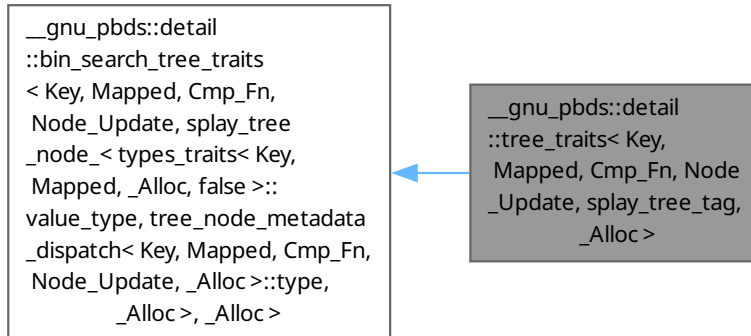 __gnu_pbds::detail
::bin_search_tree_traits
< Key, Mapped, Cmp_Fn,
Node_Update, splay_tree
_node_< types_traits< Key,
Mapped, _Alloc, false >::
value_type, tree_node_metadata
_dispatch< Key, Mapped, Cmp_Fn,
Node_Update, _Alloc >::type,
_Alloc >, _Alloc >
__gnu_pbds::detail
::tree_traits< Key,
Mapped, Cmp_Fn, Node
_Update, splay_tree_tag,
_Alloc >